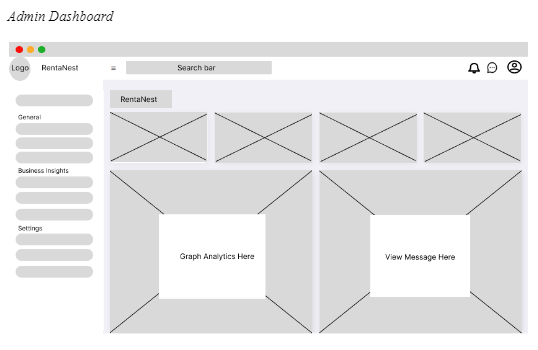 Admin Dashboard
Logo
RentaNest
Search bar
RentaNest
General
Business Insights
Settings
Graph Analytics Here
View Message Here